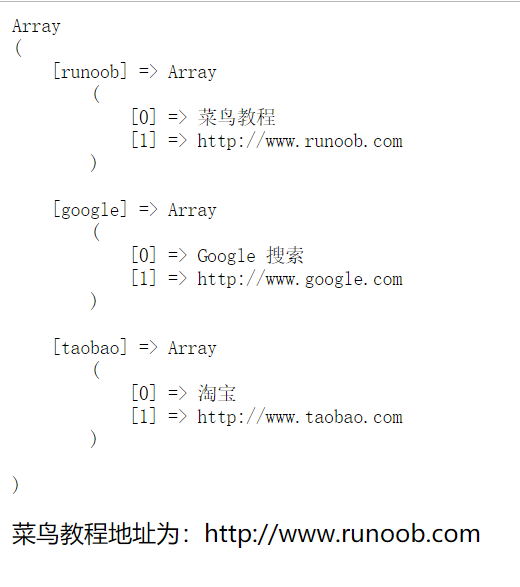 Array
(
    [runoob] => Array
        (
            [0] => 菜鸟教程
            [1] => http://www.runoob.com
        )

    [google] => Array
        (
            [0] => Google 搜索
            [1] => http://www.google.com
        )

    [taobao] => Array
        (
            [0] => 淘宝
            [1] => http://www.taobao.com
        )

)
菜鸟教程地址为：http://www.runoob.com